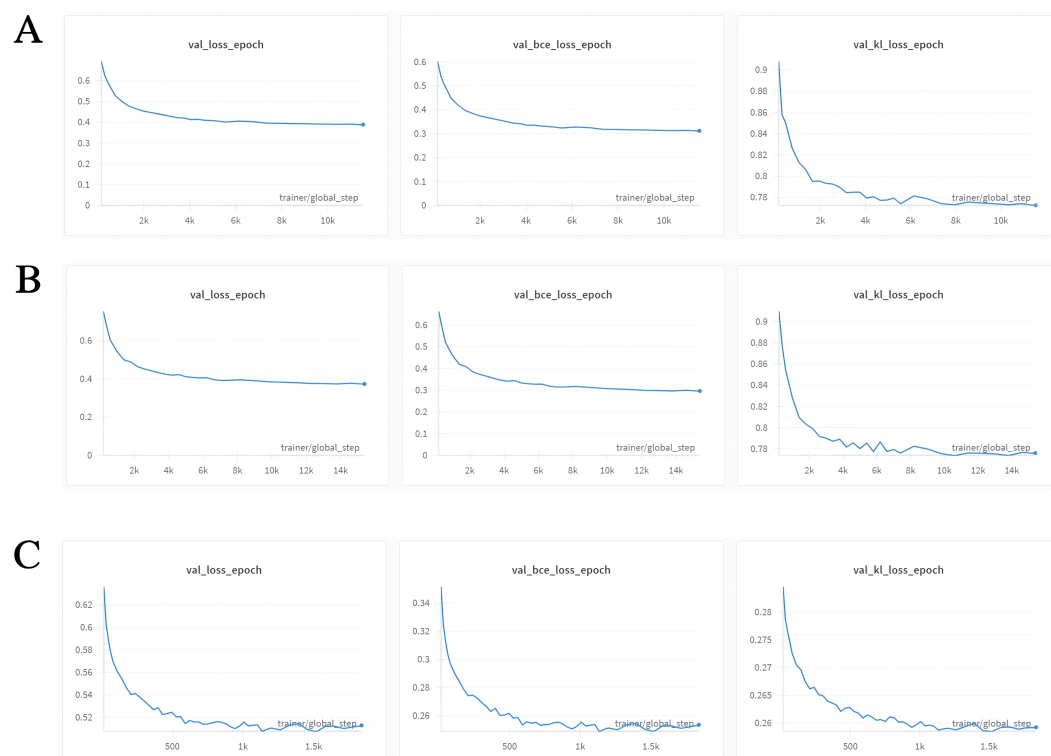 A
val_loss_epoch
0.6
0.5
0.4
0.3
0.2
0.1
0
trainer/global_step
2k 4k 6k 8k 10k
val_bce_loss_epoch
0.6
0.5
0.4
0.3
0.2
0.1
0
trainer/global_step
2k 4k 6k 8k 10k
val_kl_loss_epoch
0.9
0.88
0.86
0.84
0.82
0.8
0.78
trainer/global_step
2k 4k 6k 8k 10k
B
val_loss_epoch
0.6
0.4
0.2
0
trainer/global_step
2k 4k 6k 8k 10k 12k 14k
val_bce_loss_epoch
0.6
0.5
0.4
0.3
0.2
0.1
0
trainer/global_step
2k 4k 6k 8k 10k 12k 14k
val_kl_loss_epoch
0.9
0.88
0.86
0.84
0.82
0.8
0.78
trainer/global_step
2k 4k 6k 8k 10k 12k 14k
C
val_loss_epoch
0.62
0.6
0.58
0.56
0.54
0.52
trainer/global_step
500 1k 1.5k
val_bce_loss_epoch
0.34
0.32
0.3
0.28
0.26
trainer/global_step
500 1k 1.5k
val_kl_loss_epoch
0.28
0.275
0.27
0.265
0.26
trainer/global_step
500 1k 1.5k